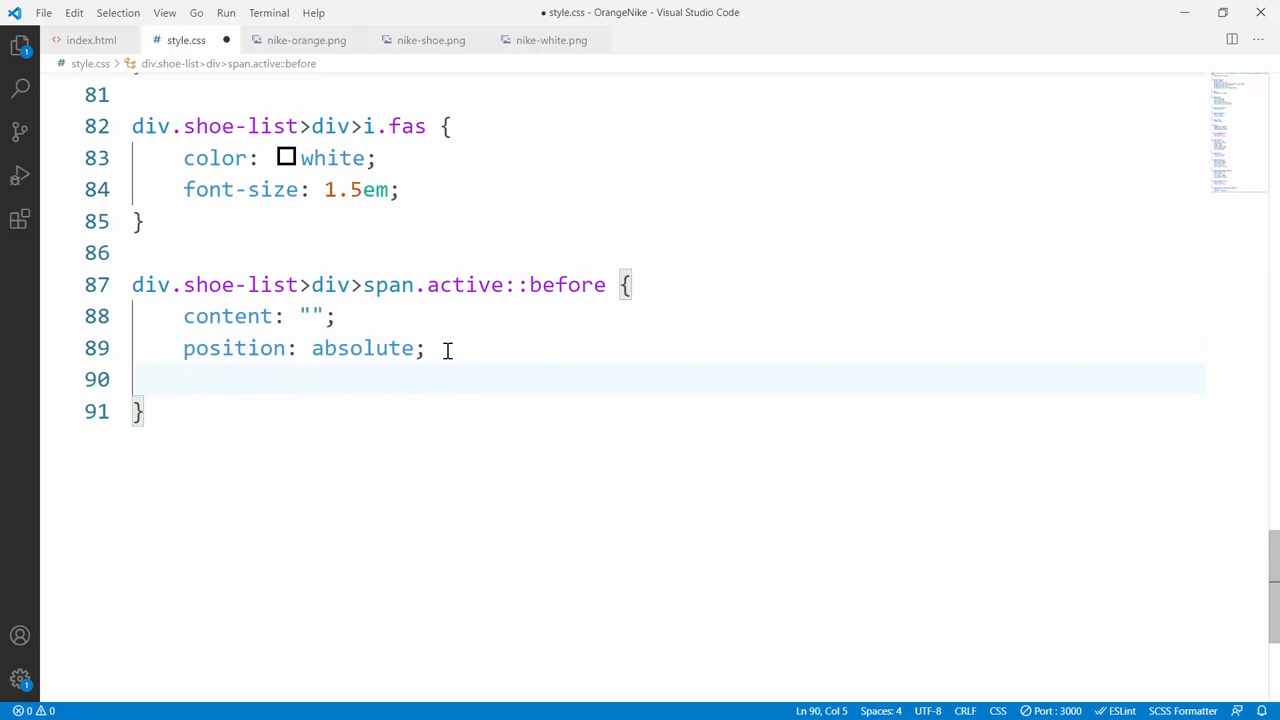 File Edit Selection View Go Run Terminal Help ● style.css - OrangeNike - Visual Studio Code
index.html style.css nike-orange.png nike-shoe.png nike-white.png
style.css > div.shoe-list>div>span.active::before
81
82 div.shoe-list>div>i.fas {
83 color: white;
84 font-size: 1.5em;
85 }
86
87 div.shoe-list>div>span.active::before {
88 content: "";
89 position: absolute;
90
91 }
1
1
0 0 Ln 90, Col 5 Spaces: 4 UTF-8 CRLF CSS Port : 3000 ESLint SCSS Formatter